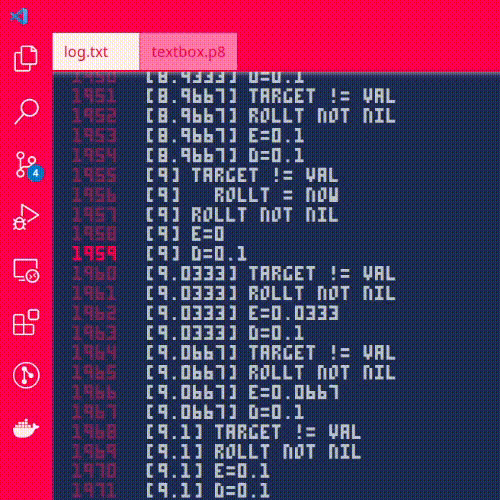 log.txt textbox.p8
1950 [8.9333] D=0.1
1951 [8.9667] TARGET != VAL
1952 [8.9667] ROLLT NOT NIL
1953 [8.9667] E=0.1
1954 [8.9667] D=0.1
1955 [9] TARGET != VAL
1956 [9]   ROLLT = NOW
1957 [9] ROLLT NOT NIL
1958 [9] E=0
1959 [9] D=0.1
1960 [9.0333] TARGET != VAL
1961 [9.0333] ROLLT NOT NIL
1962 [9.0333] E=0.0333
1963 [9.0333] D=0.1
1964 [9.0667] TARGET != VAL
1965 [9.0667] ROLLT NOT NIL
1966 [9.0667] E=0.0667
1967 [9.0667] D=0.1
1968 [9.1] TARGET != VAL
1969 [9.1] ROLLT NOT NIL
1970 [9.1] E=0.1
1971 [9.1] D=0.1
4